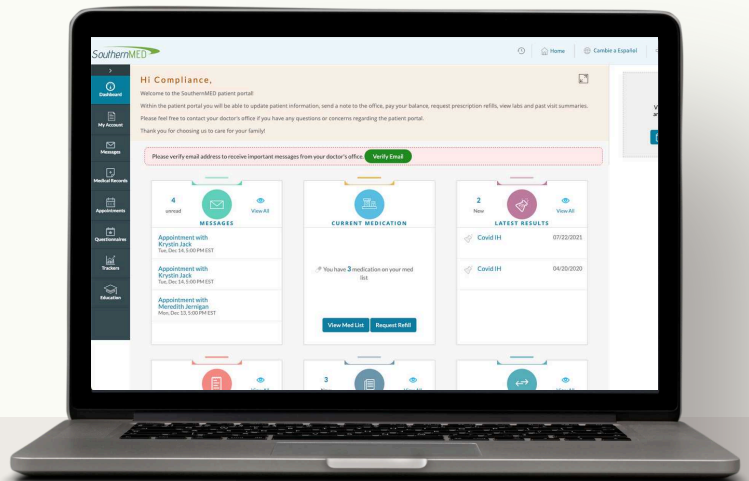 SouthernMED
Home
Cambie a Español
Dashboard
My Account
Messages
Medical Records
Appointments
Questionnaires
Trackers
Education
Hi Compliance,
Welcome to the SouthernMED patient portal!
Within the patient portal you will be able to update patient information, send a note to the office, pay your balance, request prescription refills, view labs and past visit summaries.
Please feel free to contact your doctor's office if you have any questions or concerns regarding the patient portal.
Thank you for choosing us to care for your family!
Please verify email address to receive important messages from your doctor's office. Verify Email
4
unread
View All
MESSAGES
Appointment with
Krystin Jack
Tue, Dec 14, 5:00 PM EST
Appointment with
Krystin Jack
Tue, Dec 14, 5:00 PM EST
Appointment with
Meredith Jernigan
Mon, Dec 13, 5:00 PM EST
CURRENT MEDICATION
You have 3 medication on your med
list
View Med List Request Refill
2
New
View All
LATEST RESULTS
Covid IH 07/22/2021
Covid IH 04/20/2020
View All
3
New
View All
View All